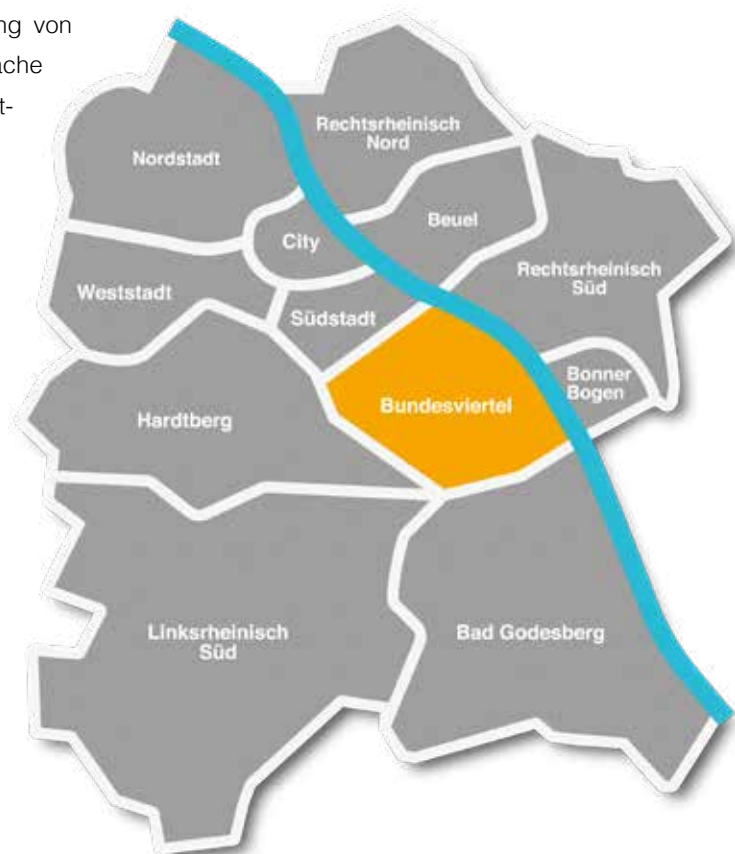 ng von
ache
t-
Rechtsrheinisch
Nord
Nordstadt
Beuel
City
Rechtsrheinisch
Süd
Weststadt
Südstadt
Bonner
Bogen
Bundesviertel
Hardtberg
Linksrheinisch
Süd
Bad Godesberg